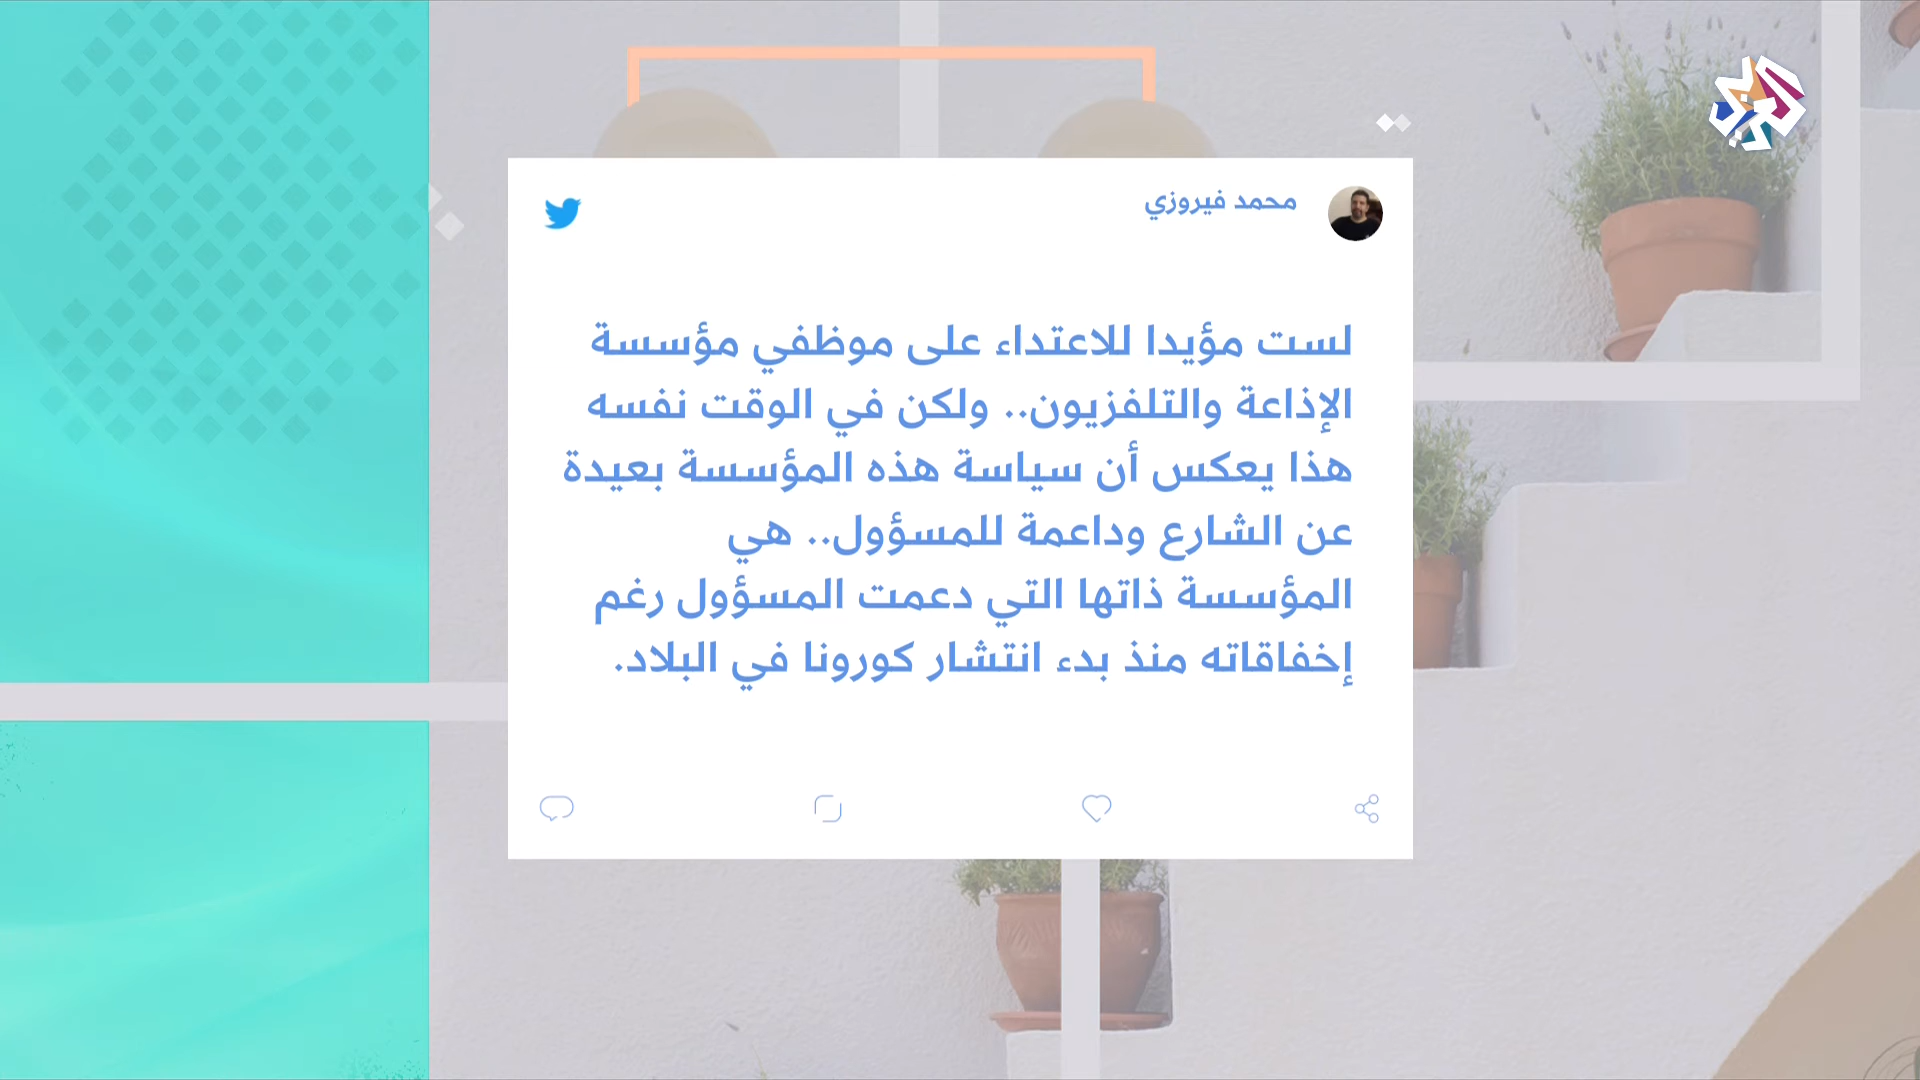 محمد فيروزي
لست مؤيدا للاعتداء على موظفي مؤسسة
الإذاعة والتلفزيون.. ولكن في الوقت نفسه
هذا يعكس أن سياسة هذه المؤسسة بعيدة
عن الشارع وداعمة للمسؤول.. هي
المؤسسة ذاتها التي دعمت المسؤول رغم
إخفاقاته منذ بدء انتشار كورونا في البلاد.